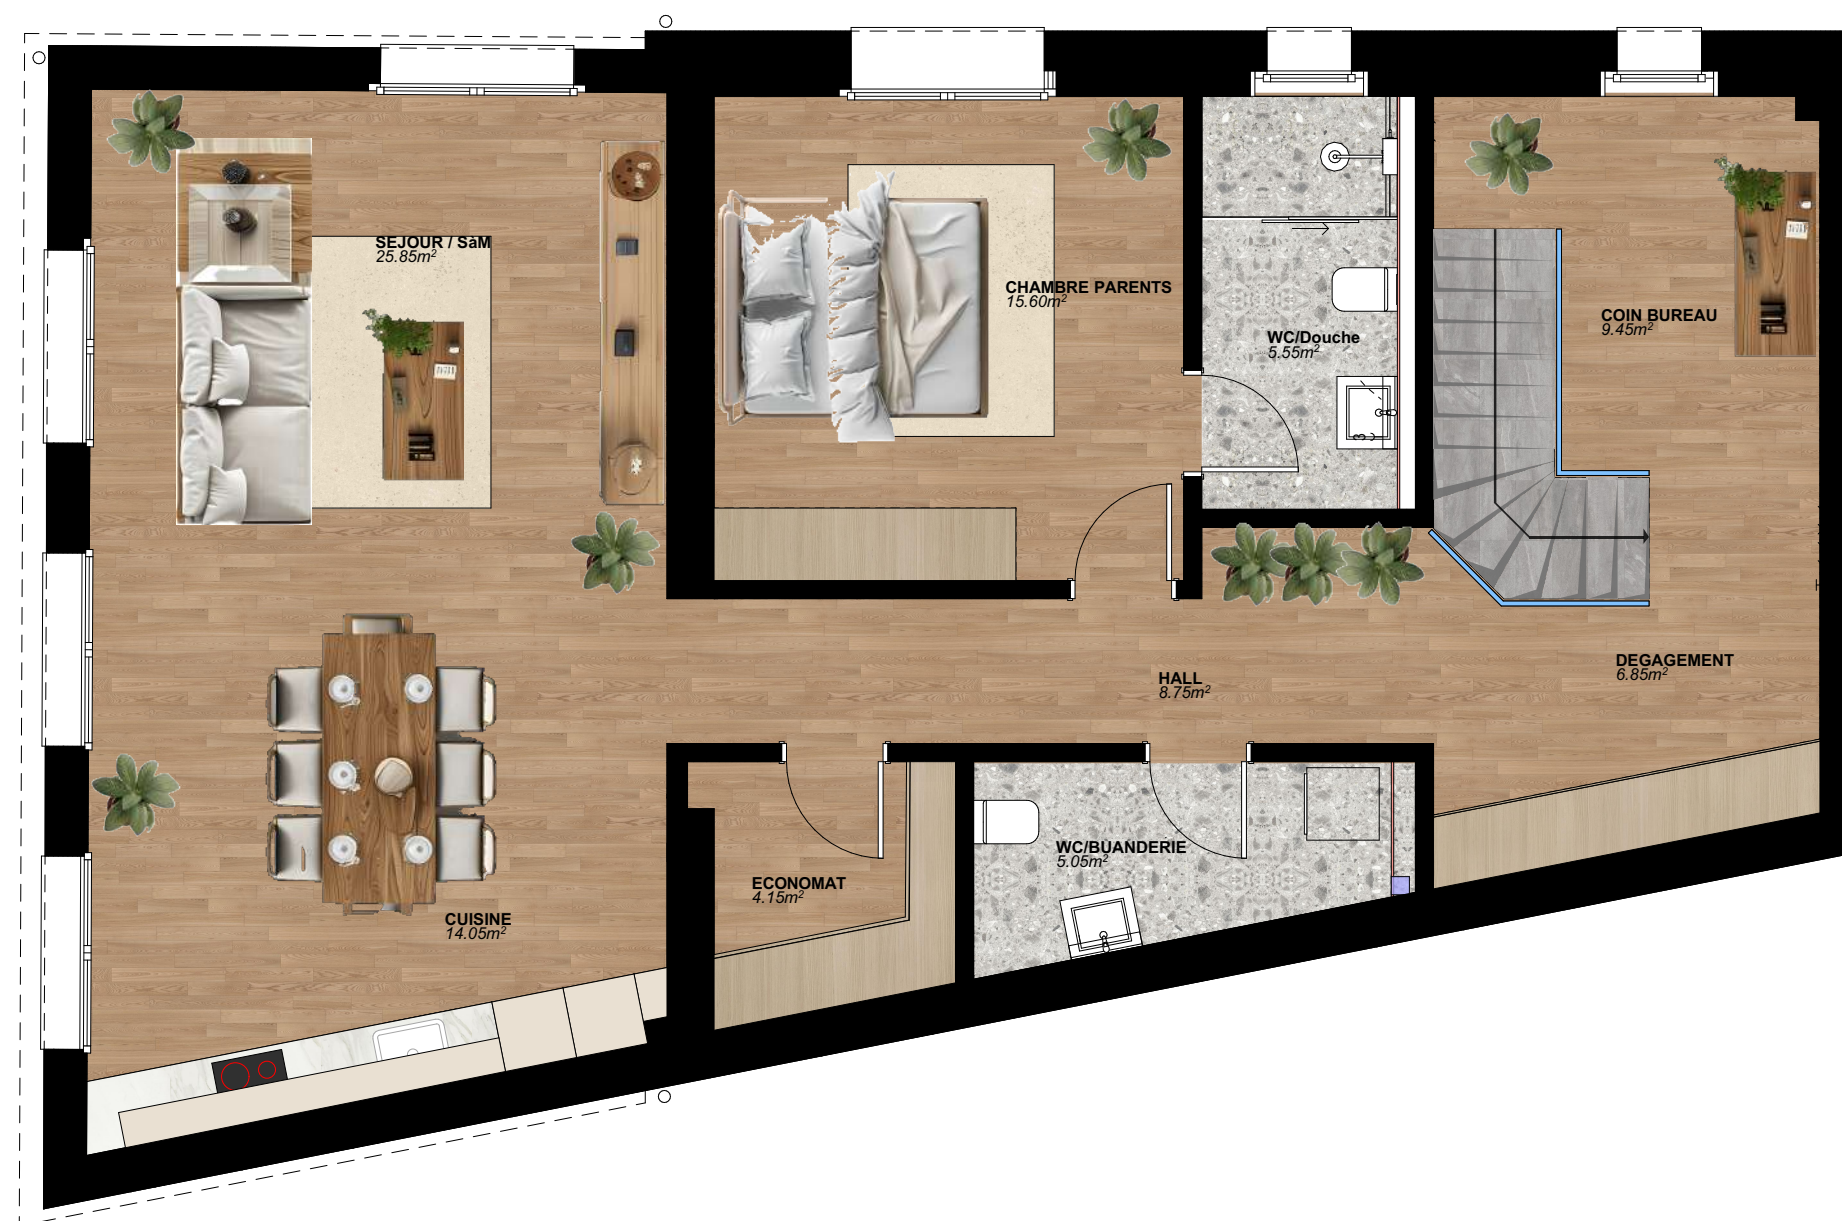 SEJOUR / SàM
25.85m²
CHAMBRE PARENTS
15.60m²
WC/Douche
5.55m²
COIN BUREAU
9.45m²
DEGAGEMENT
6.85m²
HALL
8.75m²
WC/BUANDERIE
5.05m²
ECONOMAT
4.15m²
CUISINE
14.05m²